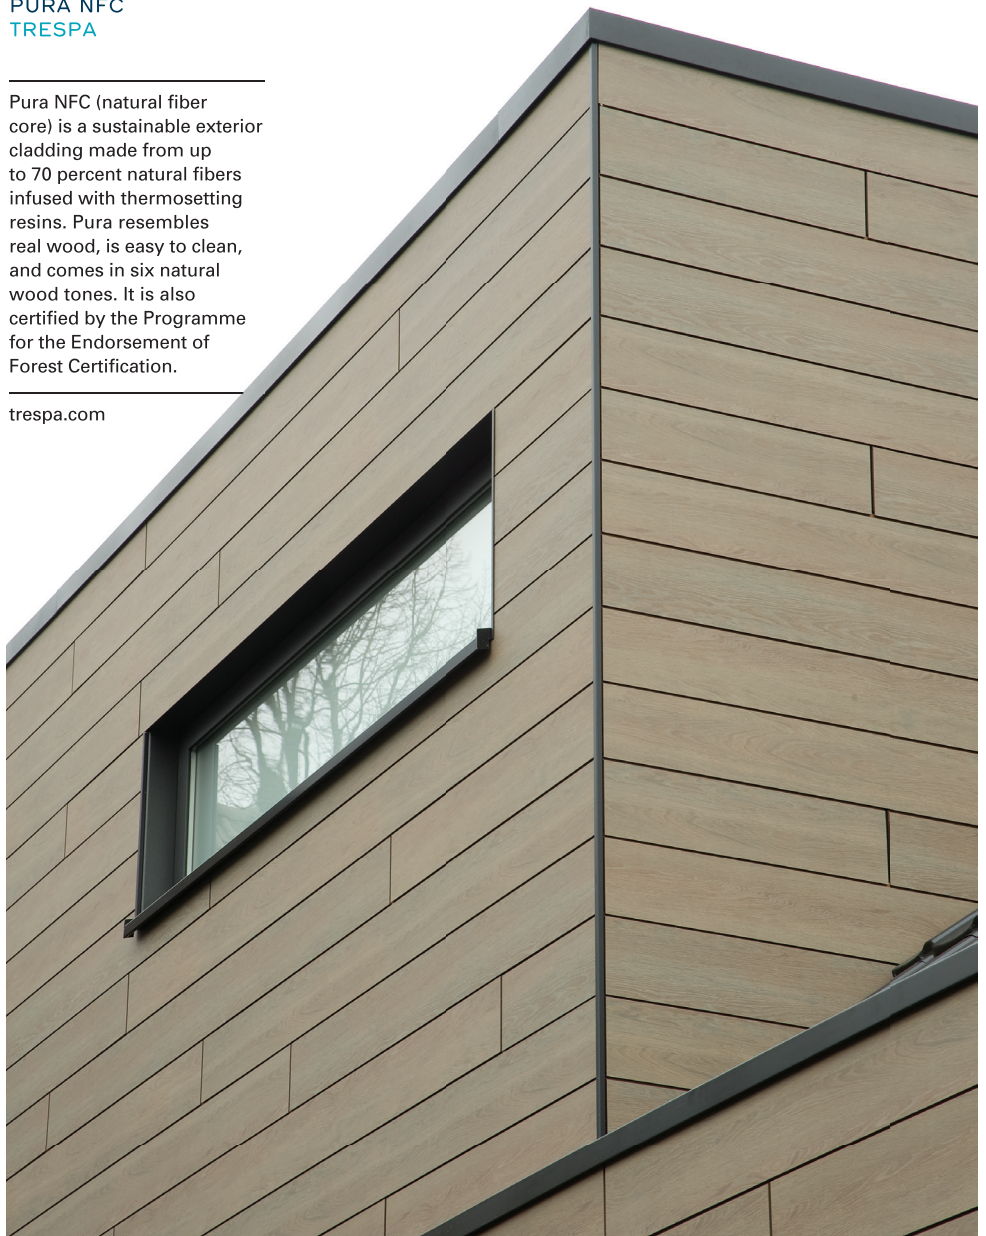 PURA NFC
TRESPA
Pura NFC (natural fiber
core) is a sustainable exterior
cladding made from up
to 70 percent natural fibers
infused with thermosetting
resins. Pura resembles
real wood, is easy to clean,
and comes in six natural
wood tones. It is also
certified by the Programme
for the Endorsement of
Forest Certification.
trespa.com